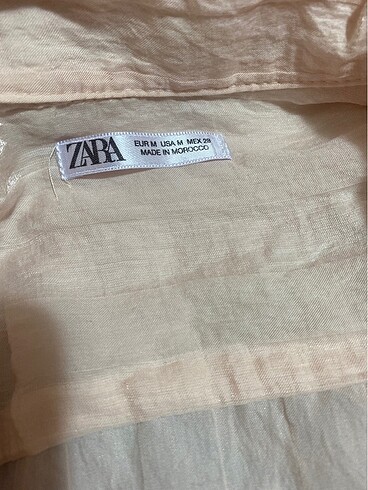 ZARA
EUR M USA M MEX 28
MADE IN MOROCCO